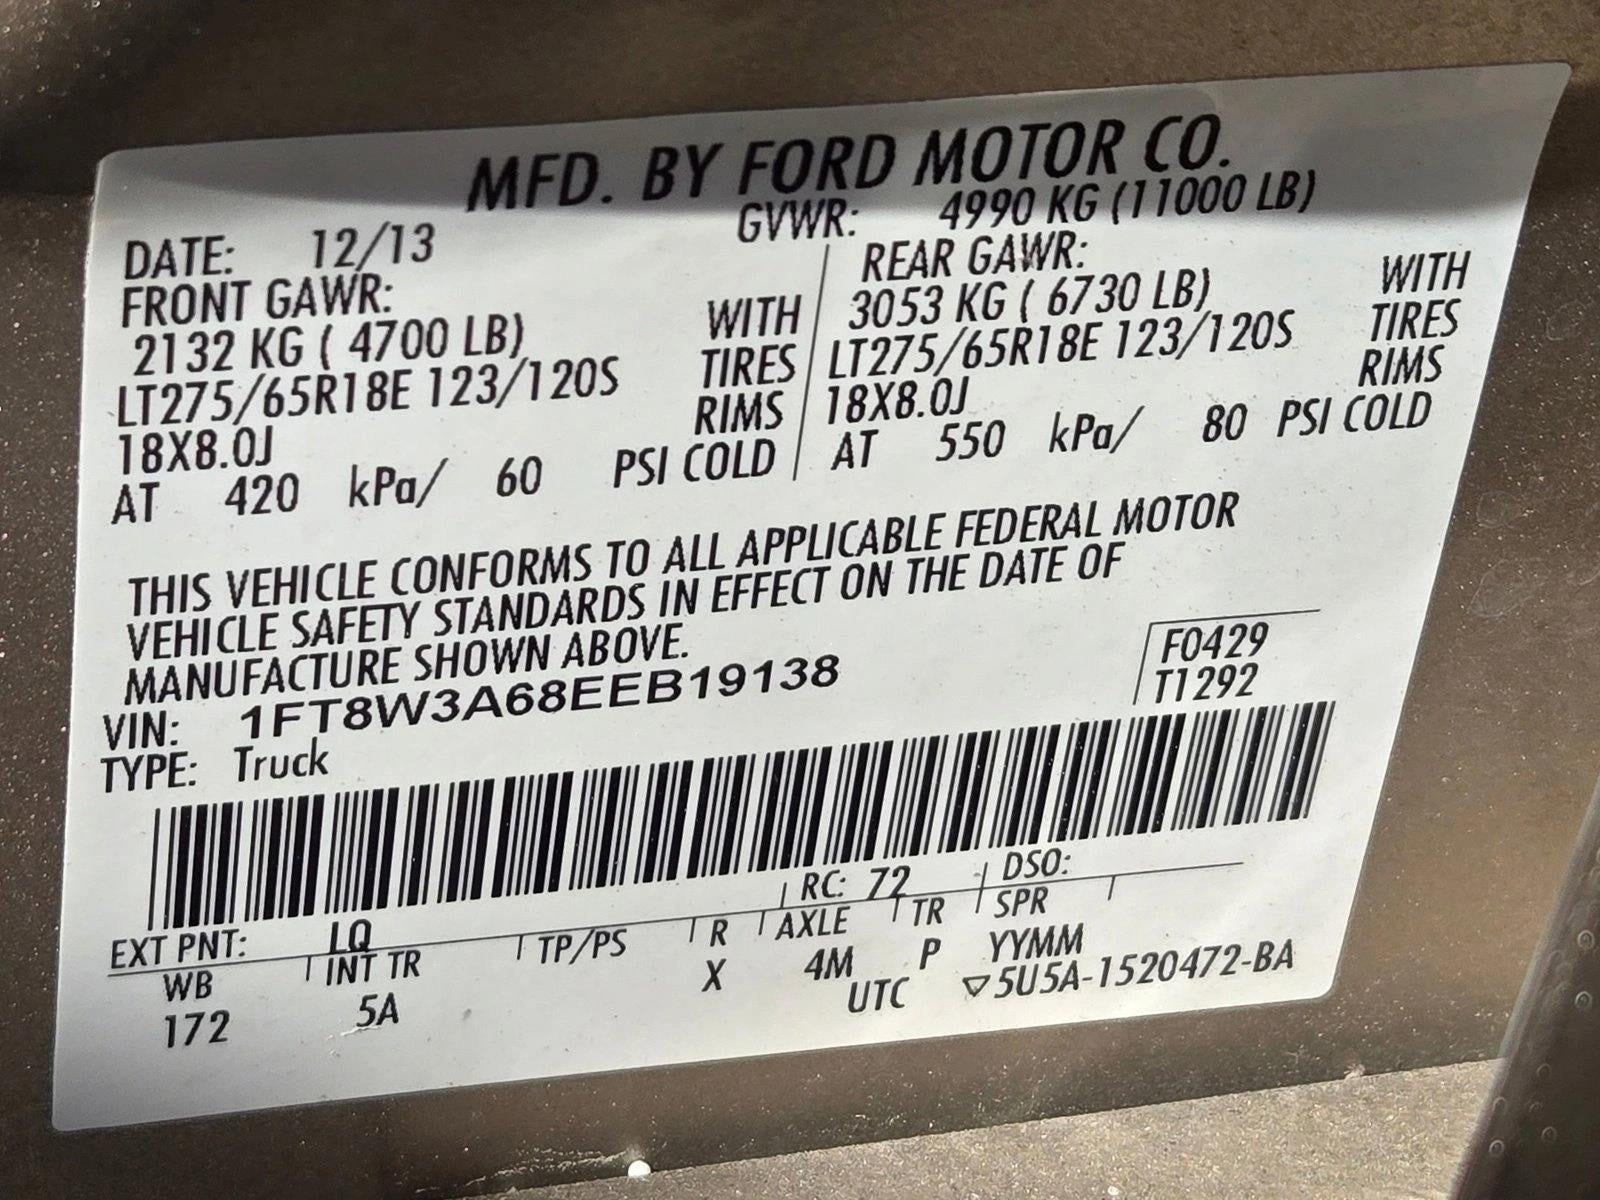 MFD. BY FORD MOTOR CO.
DATE: 12/13 GVWR: 4990 KG (11000 LB)
FRONT GAWR: REAR GAWR:
2132 KG ( 4700 LB) WITH 3053 KG ( 6730 LB) WITH
LT275/65R18E 123/120S TIRES LT275/65R18E 123/120S TIRES
18X8.0J RIMS 18X8.0J RIMS
AT 420 kPa/ 60 PSI COLD AT 550 kPa/ 80 PSI COLD
THIS VEHICLE CONFORMS TO ALL APPLICABLE FEDERAL MOTOR
VEHICLE SAFETY STANDARDS IN EFFECT ON THE DATE OF
MANUFACTURE SHOWN ABOVE.
F0429
VIN: 1FT8W3A68EEB19138
T1292
TYPE: Truck
EXT PNT: LQ RC: 72 DSO:
WB INT TR TP/PS R AXLE TR SPR
172 5A X 4M P YYMM
UTC ▽5U5A-1520472-BA